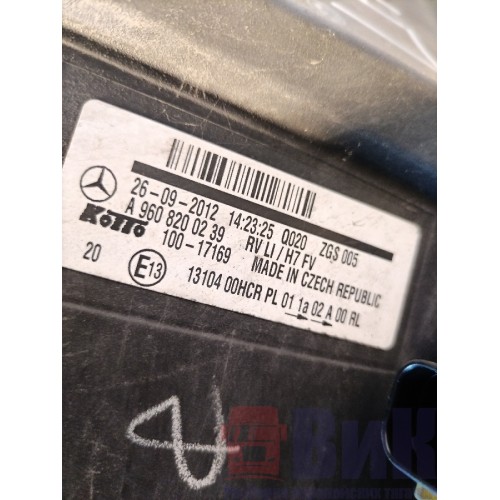 26-09-2012 14:23:25 Q020 ZGS 005
A 960 820 02 39 RV LI / H7 FV
KOITO 100-17169 MADE IN CZECH REPUBLIC
20 E13 13104 00HCR PL 01 1a 02 A 00 RL
ВиК